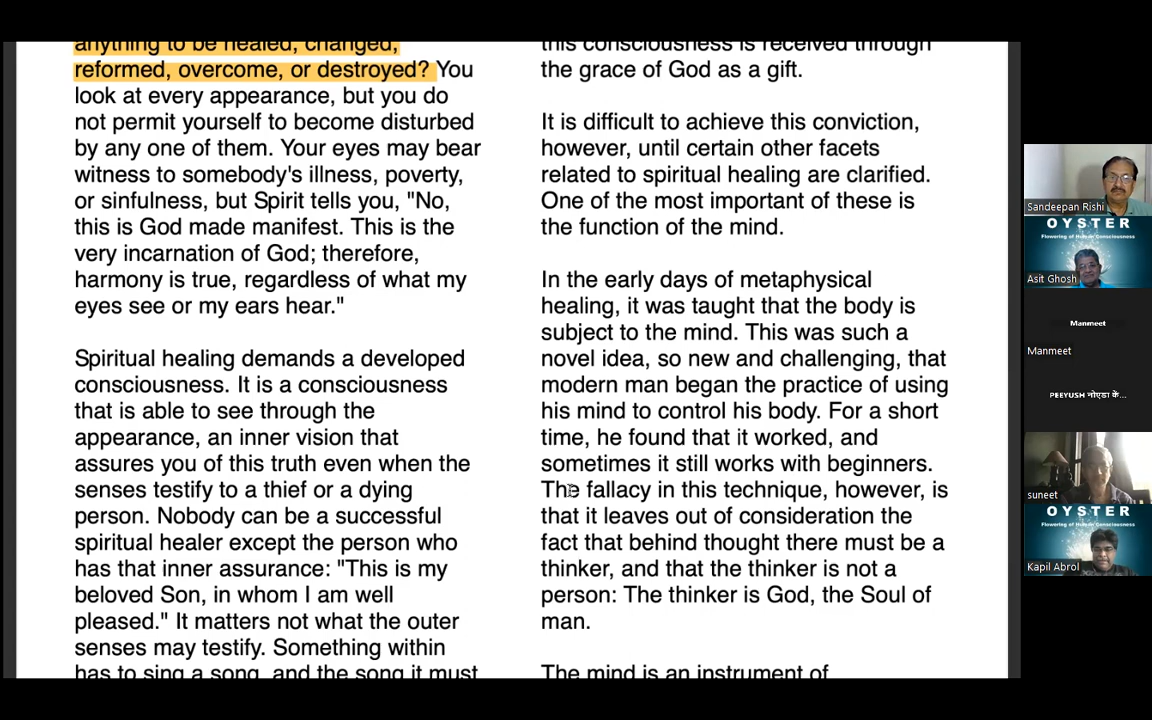 anything to be healed, changed,
reformed, overcome, or destroyed? You
look at every appearance, but you do
not permit yourself to become disturbed
by any one of them. Your eyes may bear
witness to somebody's illness, poverty,
or sinfulness, but Spirit tells you, "No,
this is God made manifest. This is the
very incarnation of God; therefore,
harmony is true, regardless of what my
eyes see or my ears hear."
Spiritual healing demands a developed
consciousness. It is a consciousness
that is able to see through the
appearance, an inner vision that
assures you of this truth even when the
senses testify to a thief or a dying
person. Nobody can be a successful
spiritual healer except the person who
has that inner assurance: "This is my
beloved Son, in whom I am well
pleased." It matters not what the outer
senses may testify. Something within
has to sing a song, and the song it must
this consciousness is received through
the grace of God as a gift.
It is difficult to achieve this conviction,
however, until certain other facets
related to spiritual healing are clarified.
One of the most important of these is
the function of the mind.
In the early days of metaphysical
healing, it was taught that the body is
subject to the mind. This was such a
novel idea, so new and challenging, that
modern man began the practice of using
his mind to control his body. For a short
time, he found that it worked, and
sometimes it still works with beginners.
The fallacy in this technique, however, is
that it leaves out of consideration the
fact that behind thought there must be a
thinker, and that the thinker is not a
person: The thinker is God, the Soul of
man.
The mind is an instrument of
Sandeepan Rishi
OYSTER
Flowering of Human Consciousness
Asit Ghosh
Manmeet
Manmeet
PEEYUSH नोएडा कें...
suneet
OYSTER
Flowering of Human Consciousness
Kapil Abrol